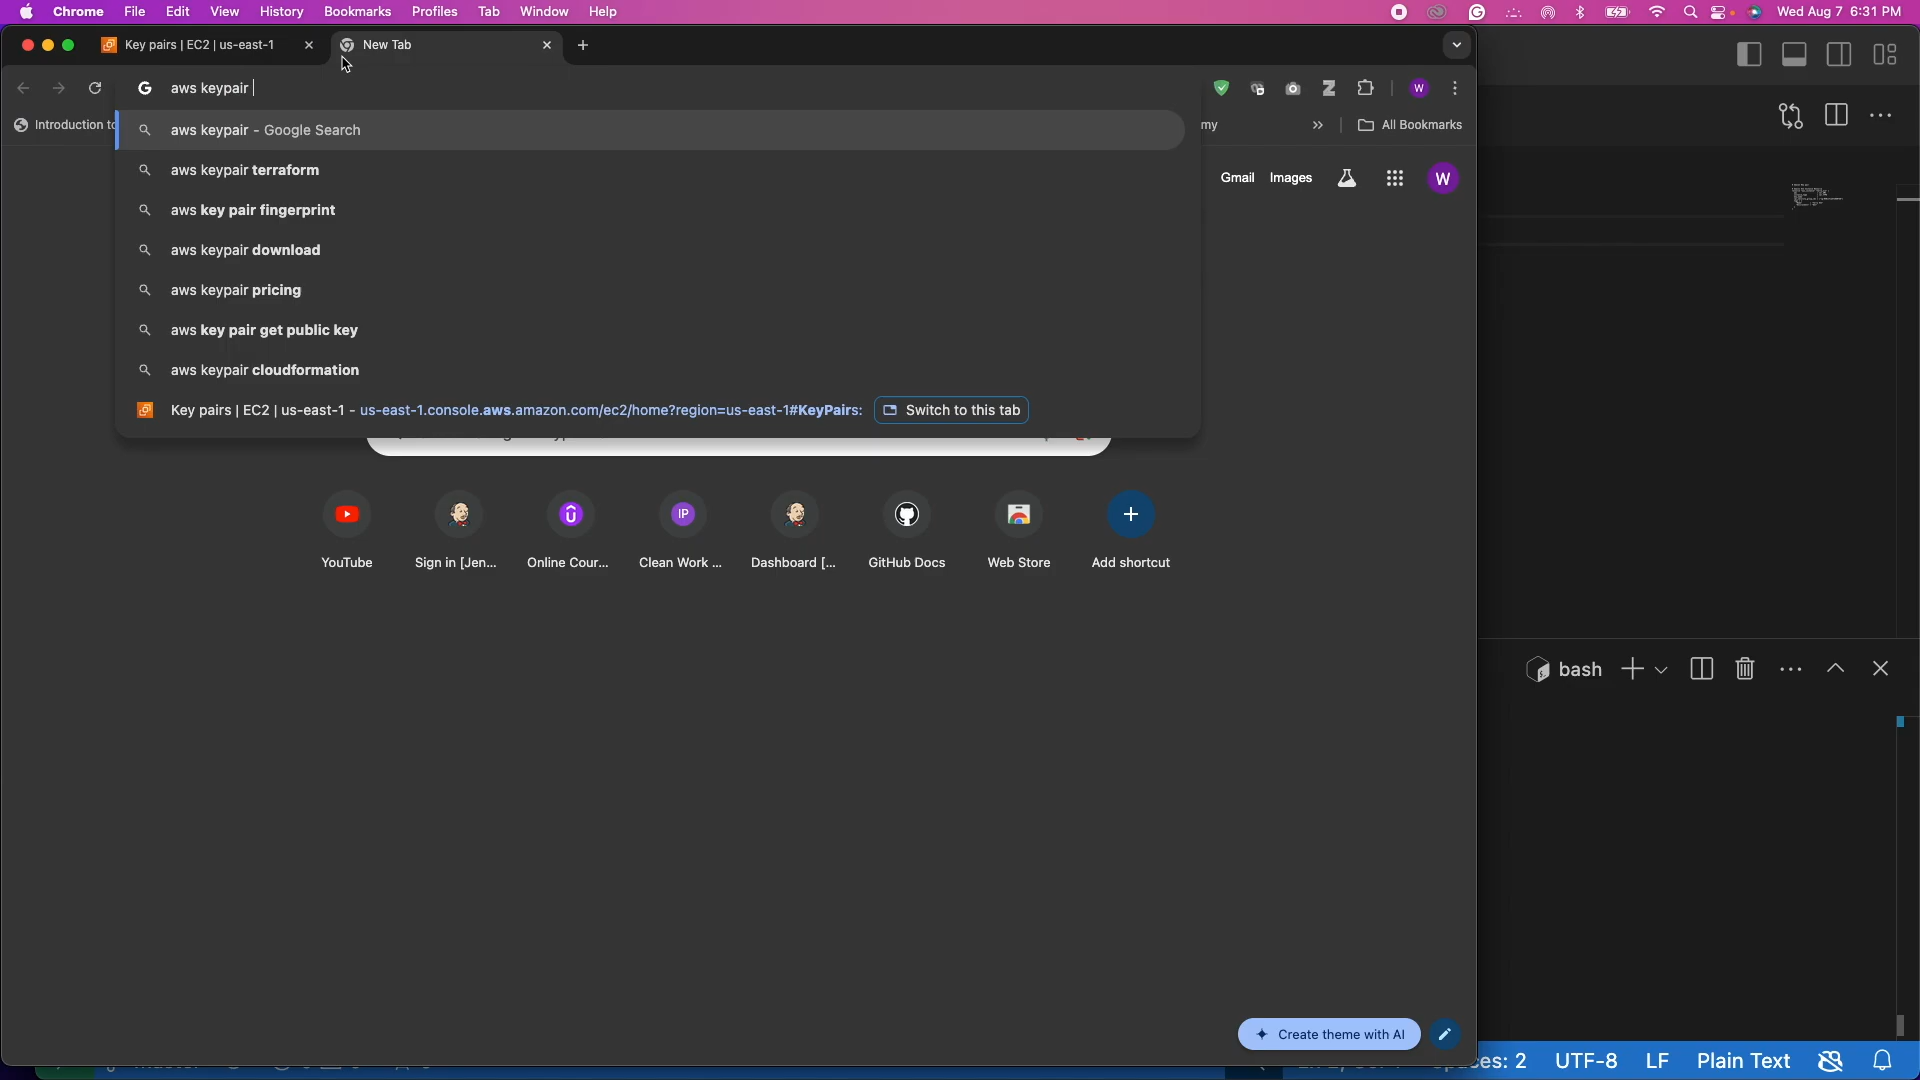 Chrome File Edit View History Bookmarks Profiles Tab Window Help Wed Aug 7 6:31 PM
Key pairs | EC2 | us-east-1 New Tab
aws keypair W
Introduction to my » All Bookmarks
aws keypair - Google Search
aws keypair terraform
Gmail Images W
aws key pair fingerprint
aws keypair download
aws keypair pricing
aws key pair get public key
aws keypair cloudformation
Key pairs | EC2 | us-east-1 - us-east-1.console.aws.amazon.com/ec2/home?region=us-east-1#KeyPairs: Switch to this tab
IP
YouTube Sign in [Jen... Online Cour... Clean Work ... Dashboard [... GitHub Docs Web Store Add shortcut
bash
Create theme with AI
UTF-8 LF Plain Text